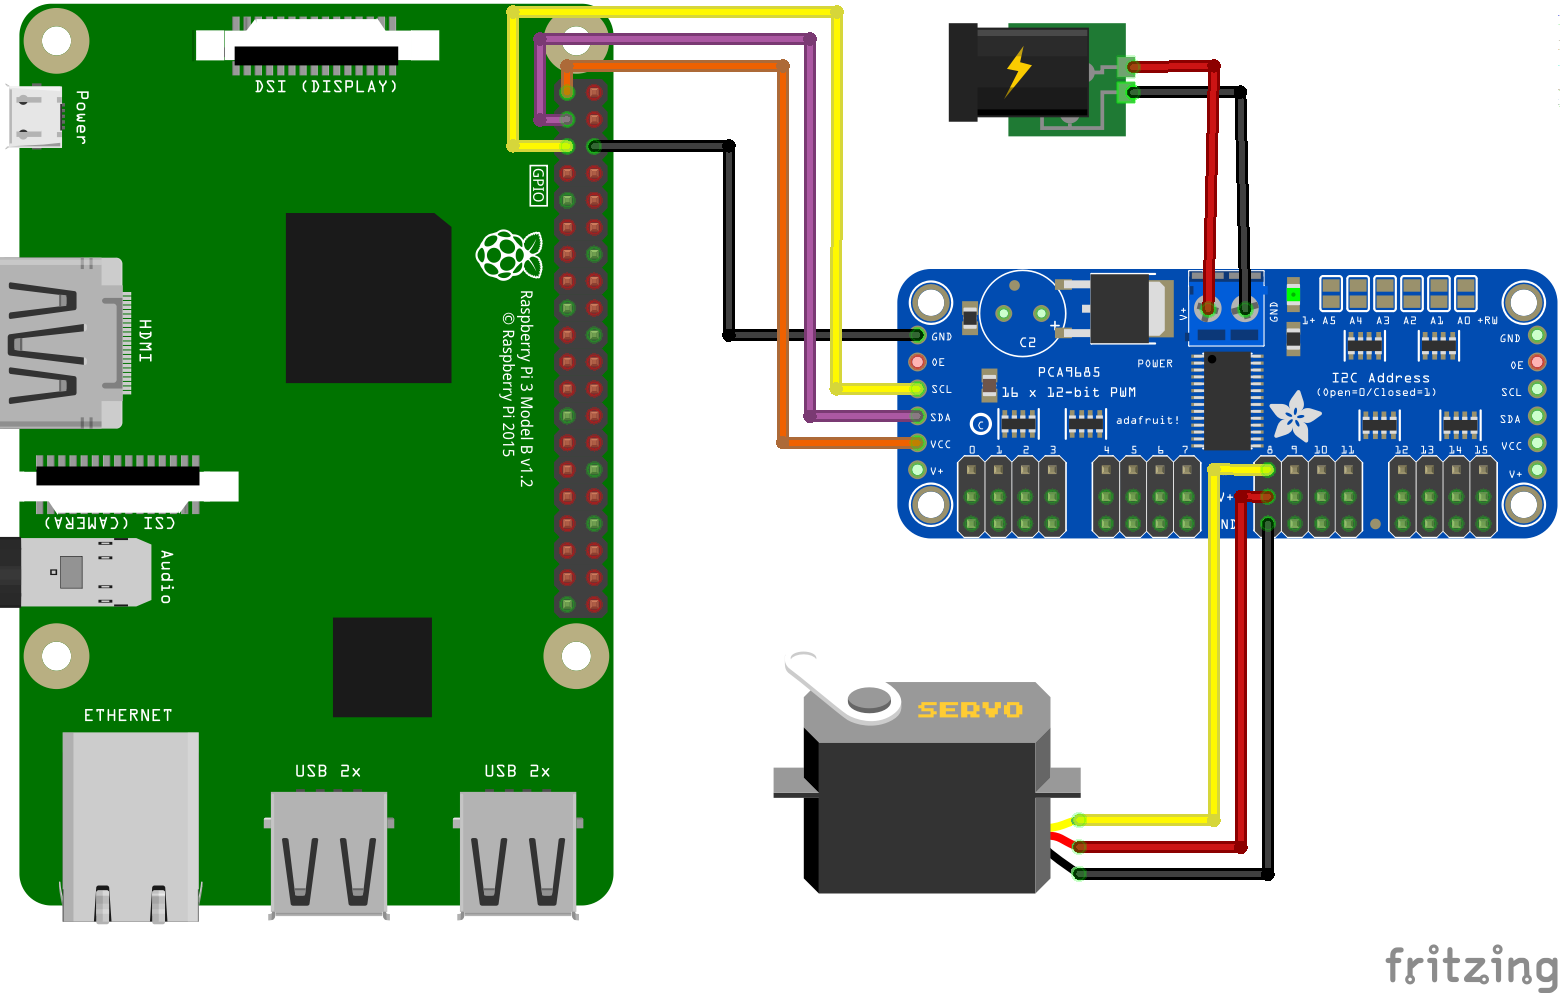 DSI (DISPLAY)
Power
HDMI
GPIO
Raspberry Pi 3 Model B v1.2
© Raspberry Pi 2015
CSI (CAMERA)
Audio
ETHERNET
USB 2x
USB 2x
GND
OE
SCL
SDA
VCC
V+
C2
+
PCA9685
16 x 12-bit PWM
POWER
adafruit!
C
V+
GND
1+ A5 A4 A3 A2 A1 A0 +RW
I2C Address
(Open=0/Closed=1)
GND
OE
SCL
SDA
VCC
V+
0 1 2 3 4 5 6 7 8 9 10 11 12 13 14 15
V+
ND
SERVO
fritzing